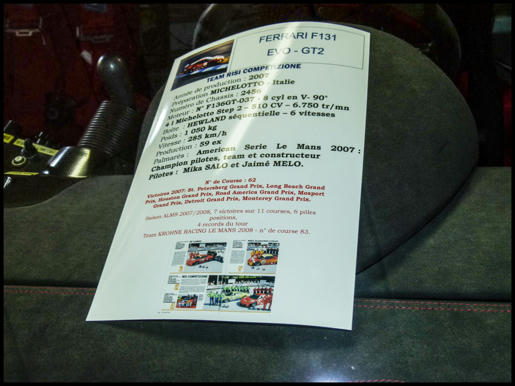 FERRARI F131
EVO - GT2
TEAM RISI COMPETIZIONE
Année de production : 2007
Préparation MICHELOTTO - Italie
Numéro de Chassis : 2456
Moteur : N° F136GT-037 - 8 cyl en V- 90°
4 l Michelotto Step 2 – 510 CV – 6.750 tr/mn
Boîte : HEWLAND séquentielle – 6 vitesses
Poids : 1 050 kg
Vitesse : 285 km/h
Production : 59 ex
Palmarès : American Serie Le Mans 2007 :
Champion pilotes, team et constructeur
Pilotes : Mika SALO et Jaimé MELO.
N° de Course : 62
Victoires 2007: St. Petersberg Grand Prix, Long Beach Grand
Prix, Houston Grand Prix, Road America Grand Prix, Mosport
Grand Prix, Detroit Grand Prix, Monterey Grand Prix.
Saison ALMS 2007/2008, 7 victoires sur 11 courses, 6 pôles
positions,
4 records du tour
Team KROHNE RACING LE MANS 2008 - n° de course 83.